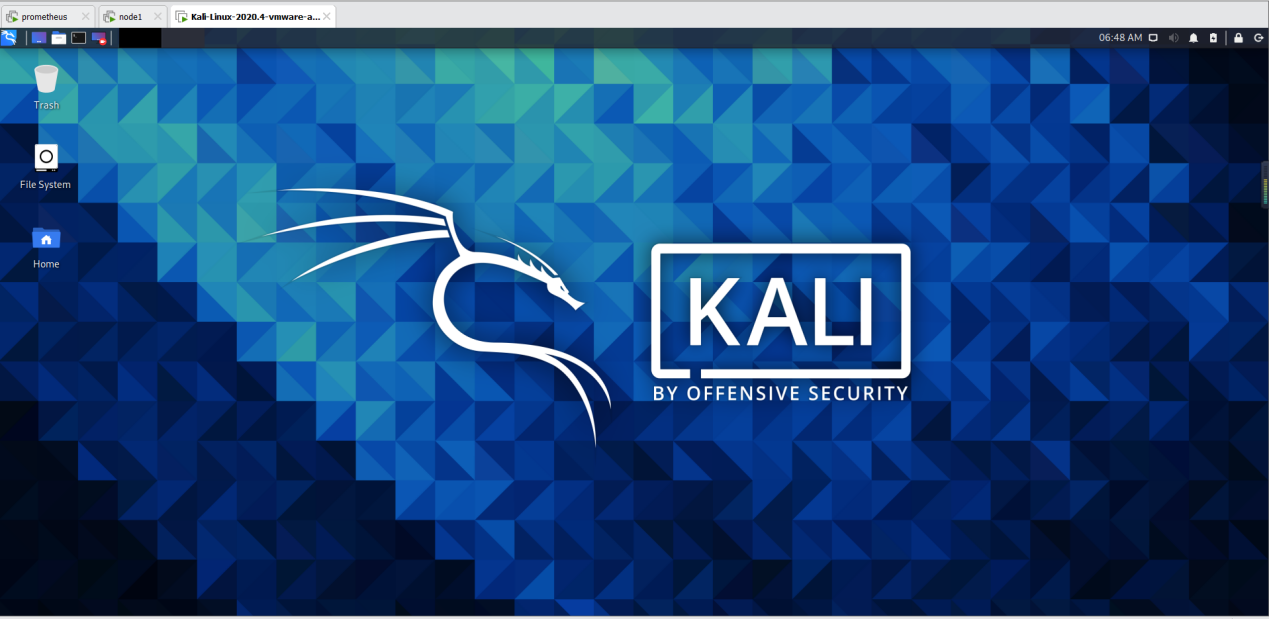 prometheus
node1
Kali-Linux-2020.4-vmware-a...
06:48 AM
Trash
File System
Home
KALI
BY OFFENSIVE SECURITY